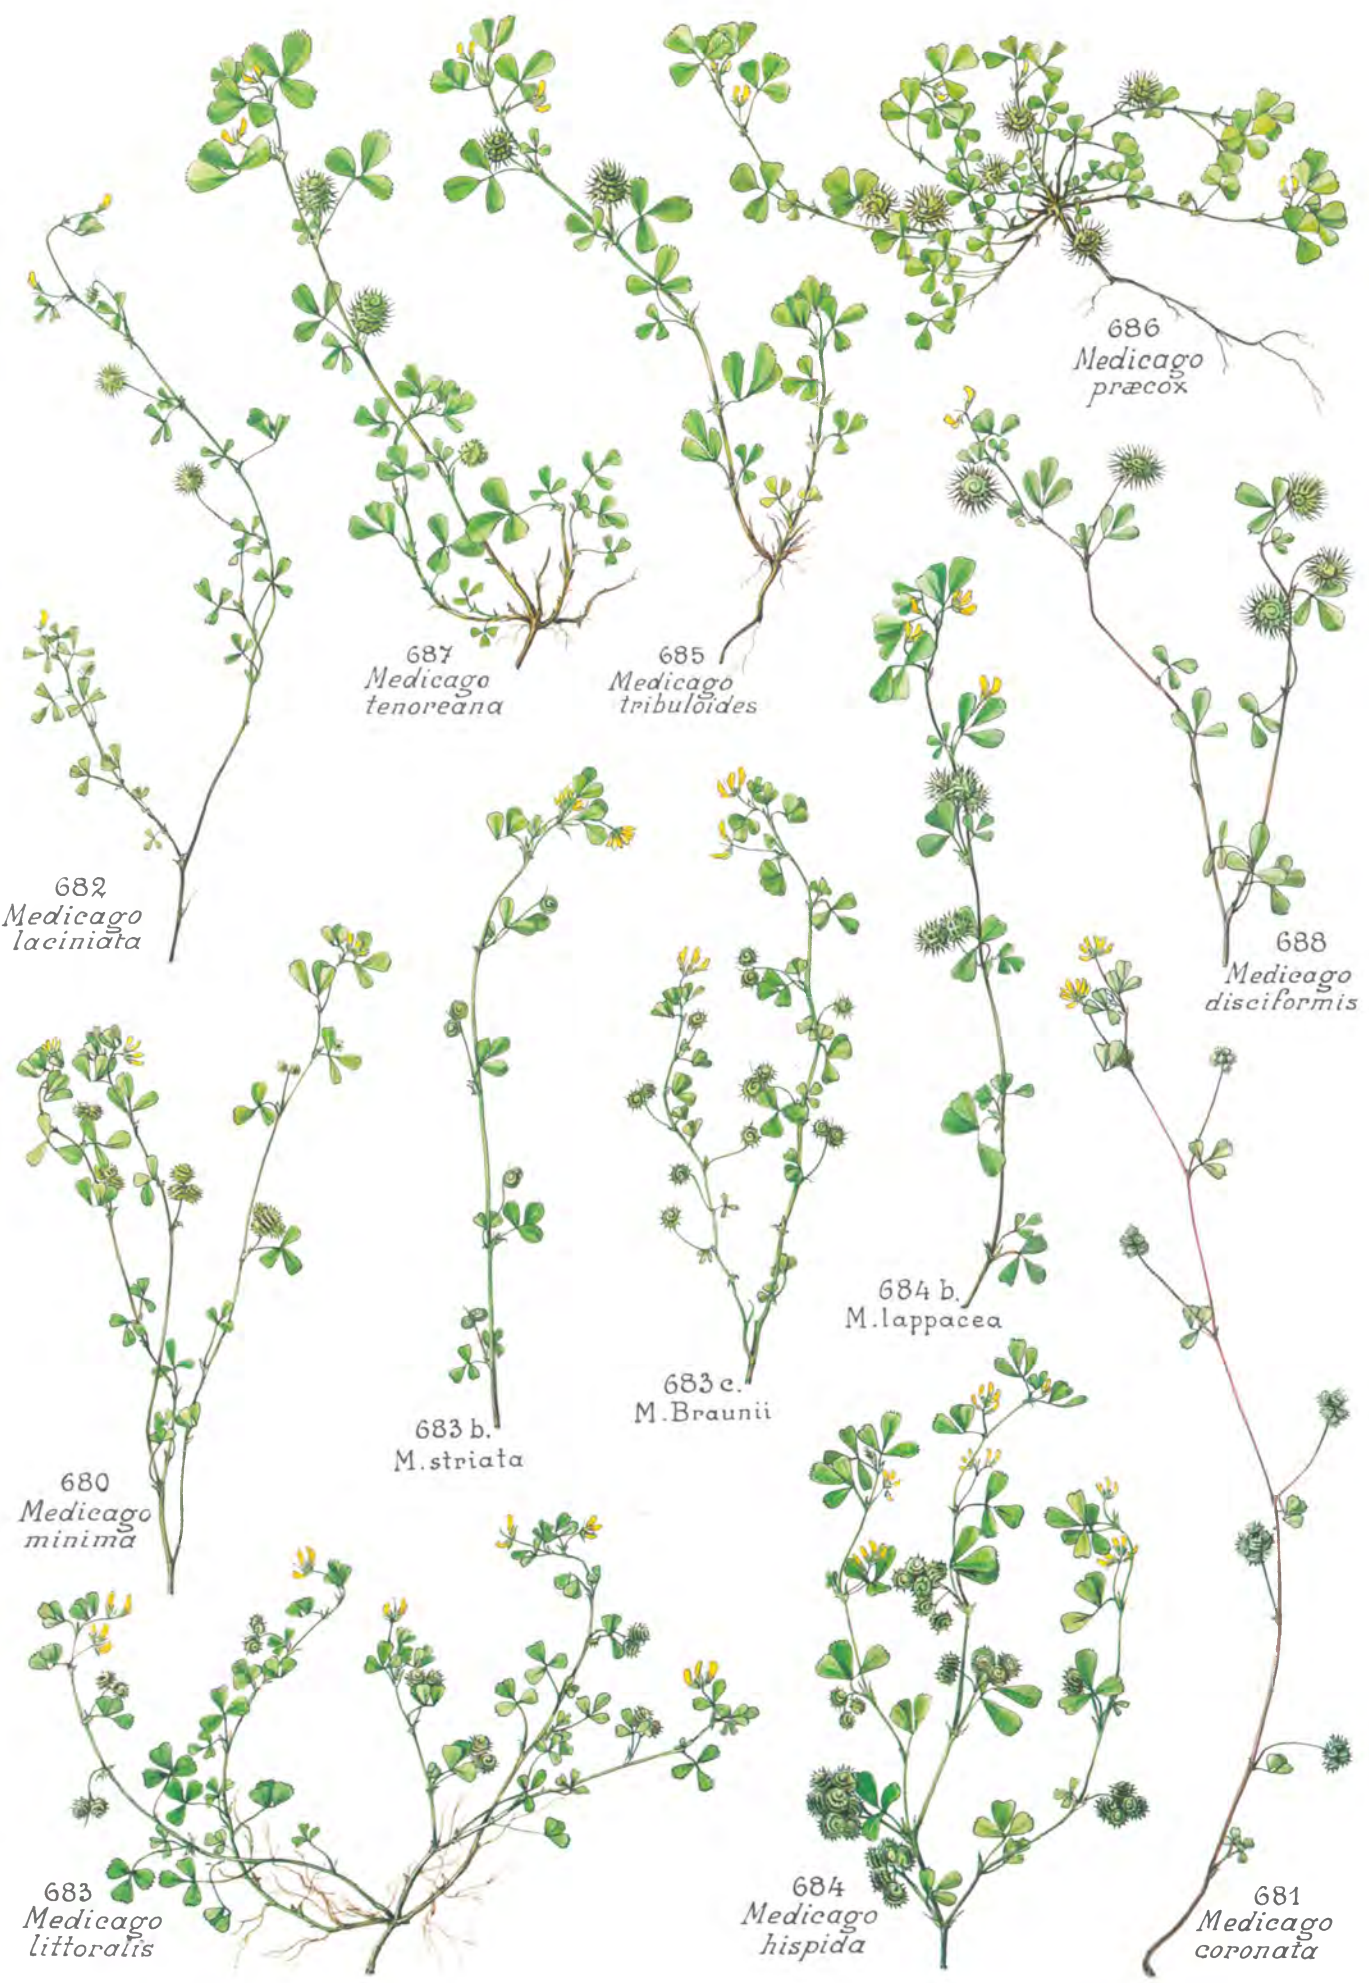 686
Medicago
præcox
687
Medicago
tenoreana
685
Medicago
tribuloides
682
Medicago
laciniata
688
Medicago
disciformis
684 b.
M. lappacea
683 c.
M. Braunii
683 b.
M. striata
680
Medicago
minima
683
Medicago
littoralis
684
Medicago
hispida
681
Medicago
coronata